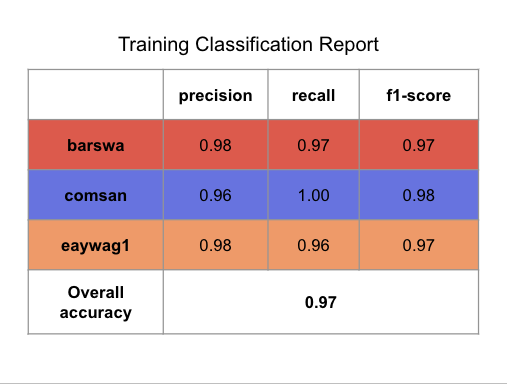 Training Classification Report
precision recall f1-score
barswa 0.98 0.97 0.97
comsan 0.96 1.00 0.98
eaywag1 0.98 0.96 0.97
Overall
accuracy
0.97